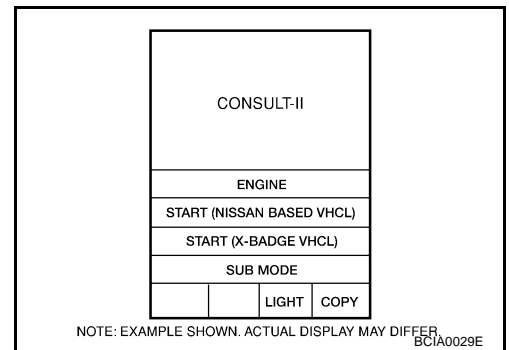 CONSULT-II
ENGINE
START (NISSAN BASED VHCL)
START (X-BADGE VHCL)
SUB MODE
LIGHT COPY
NOTE: EXAMPLE SHOWN. ACTUAL DISPLAY MAY DIFFER.
BCIA0029E